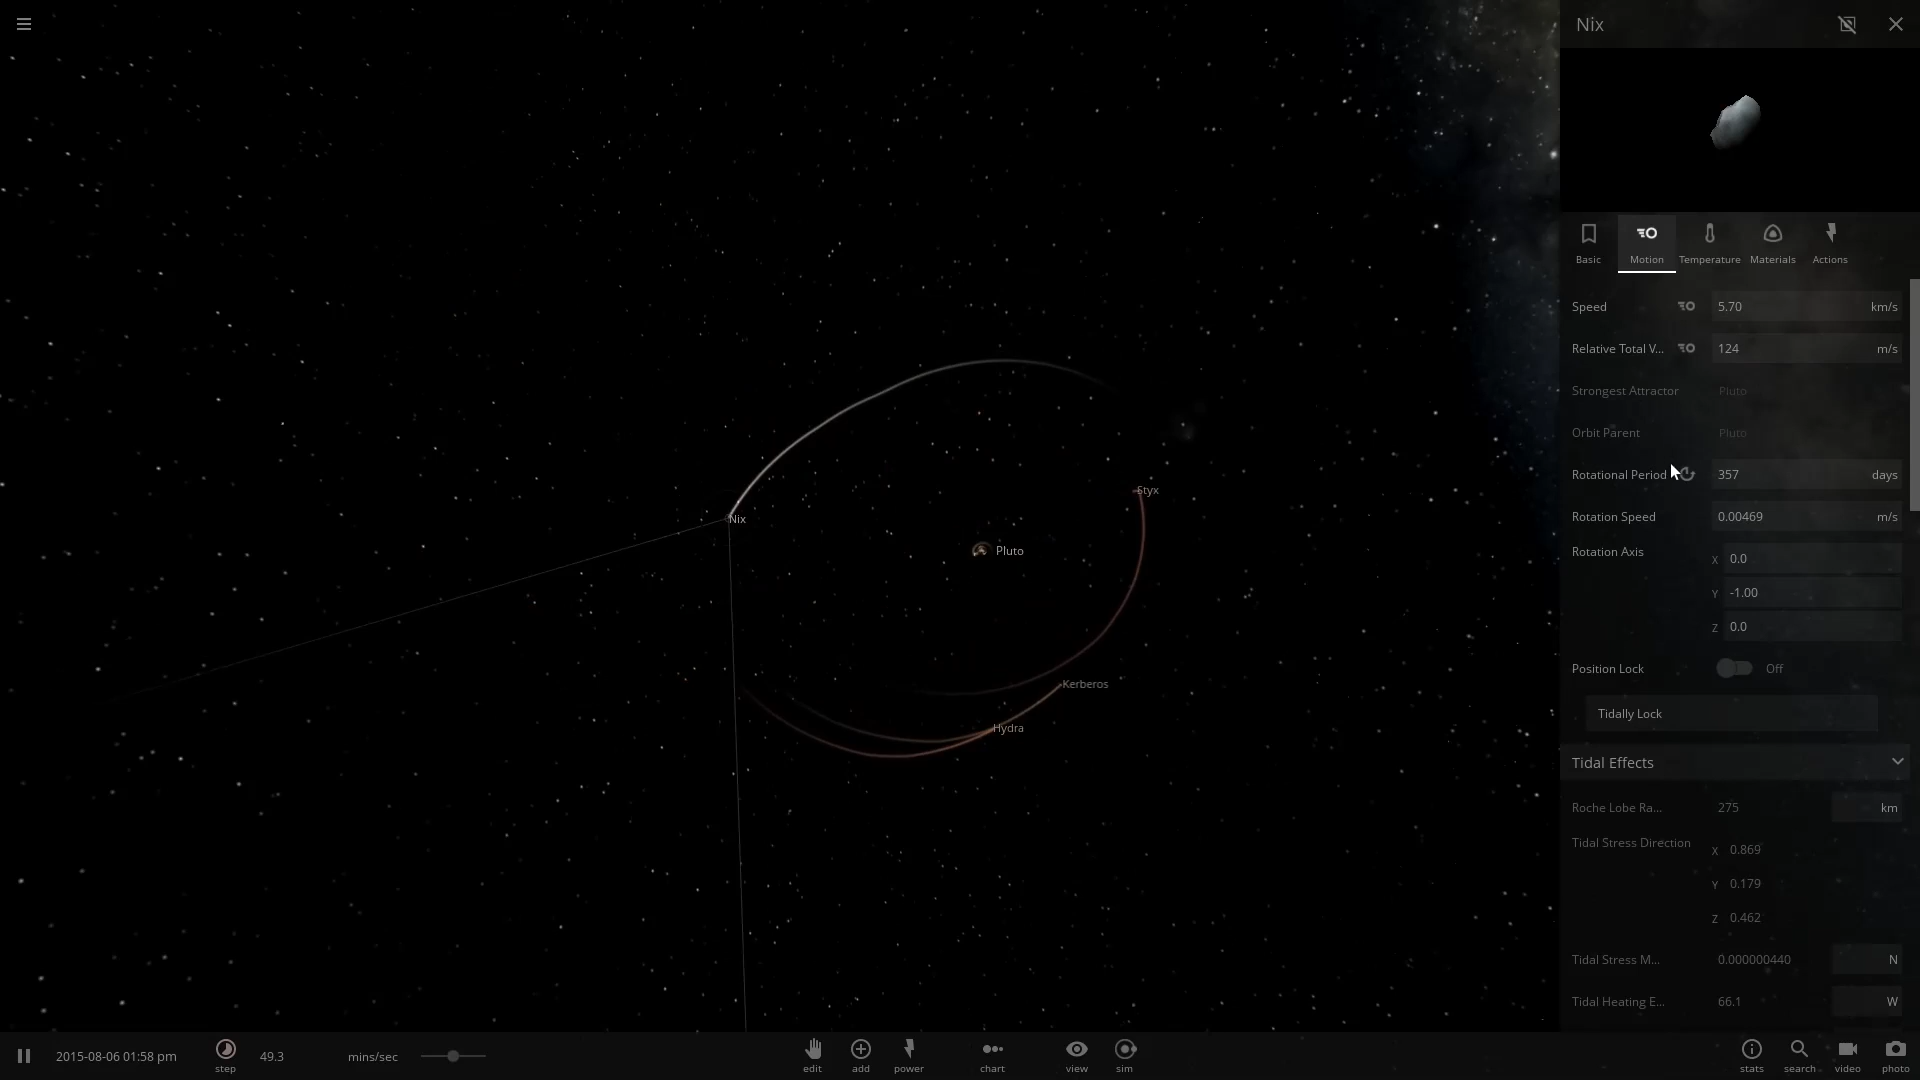 Nix
Basic
Motion
Temperature
Materials
Actions
Speed 5.70 km/s
Relative Total V... 124 m/s
Strongest Attractor Pluto
Orbit Parent Pluto
Rotational Period 357 days
Rotation Speed 0.00469 m/s
Rotation Axis X 0.0
Y -1.00
Z 0.0
Position Lock Off
Tidally Lock
Tidal Effects
Roche Lobe Ra... 275 km
Tidal Stress Direction X 0.869
Y 0.179
Z 0.462
Tidal Stress M... 0.000000440 N
Tidal Heating E... 66.1 W
Styx
Nix
Pluto
Kerberos
Hydra
2015-08-06 01:58 pm
step
49.3 mins/sec
edit
add
power
chart
view
sim
stats
search
video
photo